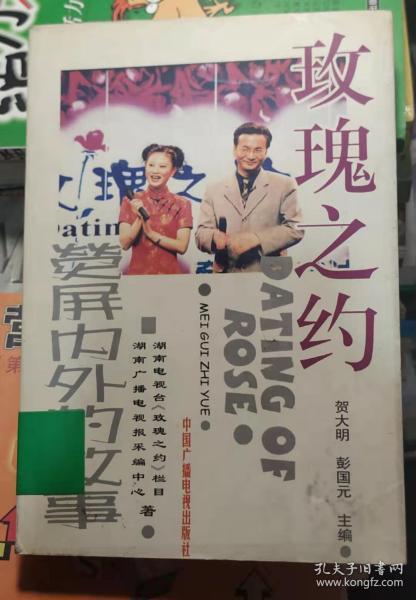 玫瑰之约
瑰之
Datin
DATING OF
ROSE
MEI GUI ZHI YUE
荧屏内外的故事
湖南电视台《玫瑰之约》栏目
湖南广播电视报采编中心
著
中国广播电视出版社
贺大明 彭国元 主编
孔夫子旧书网
www.kongfz.com